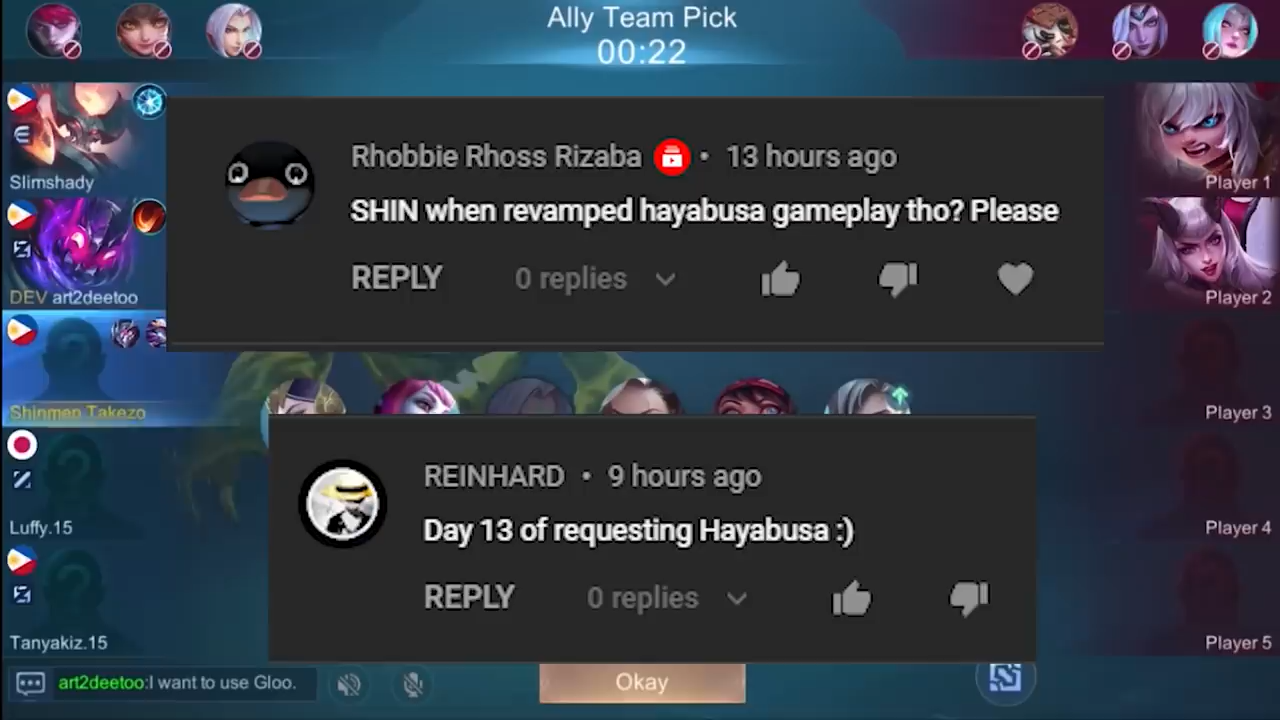 Ally Team Pick
00:22
Slimshady
DEV art2deetoo
Shinmen Takezo
Luffy.15
Tanyakiz.15
Rhobbie Rhoss Rizaba • 13 hours ago
SHIN when revamped hayabusa gameplay tho? Please
REPLY 0 replies
REINHARD • 9 hours ago
Day 13 of requesting Hayabusa :)
REPLY 0 replies
Player 1
Player 2
Player 3
Player 4
Player 5
art2deetoo:I want to use Gloo.
Okay